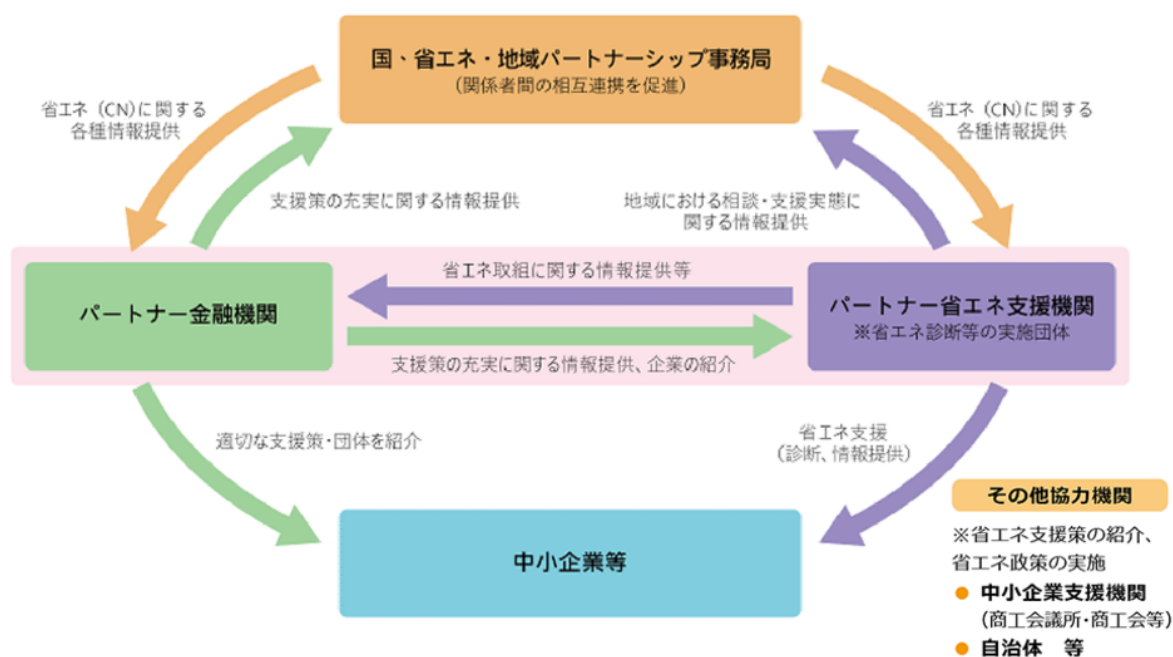 国、省エネ・地域パートナーシップ事務局
(関係者間の相互連携を促進)
省エネ（CN)に関する
各種情報提供
省エネ（CN)に関する
各種情報提供
支援策の充実に関する情報提供
地域における相談・支援実態に
関する情報提供
省エネ取組に関する情報提供等
パートナー金融機関
パートナー省エネ支援機関
※省エネ診断等の実施団体
支援策の充実に関する情報提供、企業の紹介
適切な支援策・団体を紹介
省エネ支援
(診断、情報提供)
中小企業等
その他協力機関
※省エネ支援策の紹介、
省エネ政策の実施
● 中小企業支援機関
(商工会議所・商工会等)
● 自治体　等